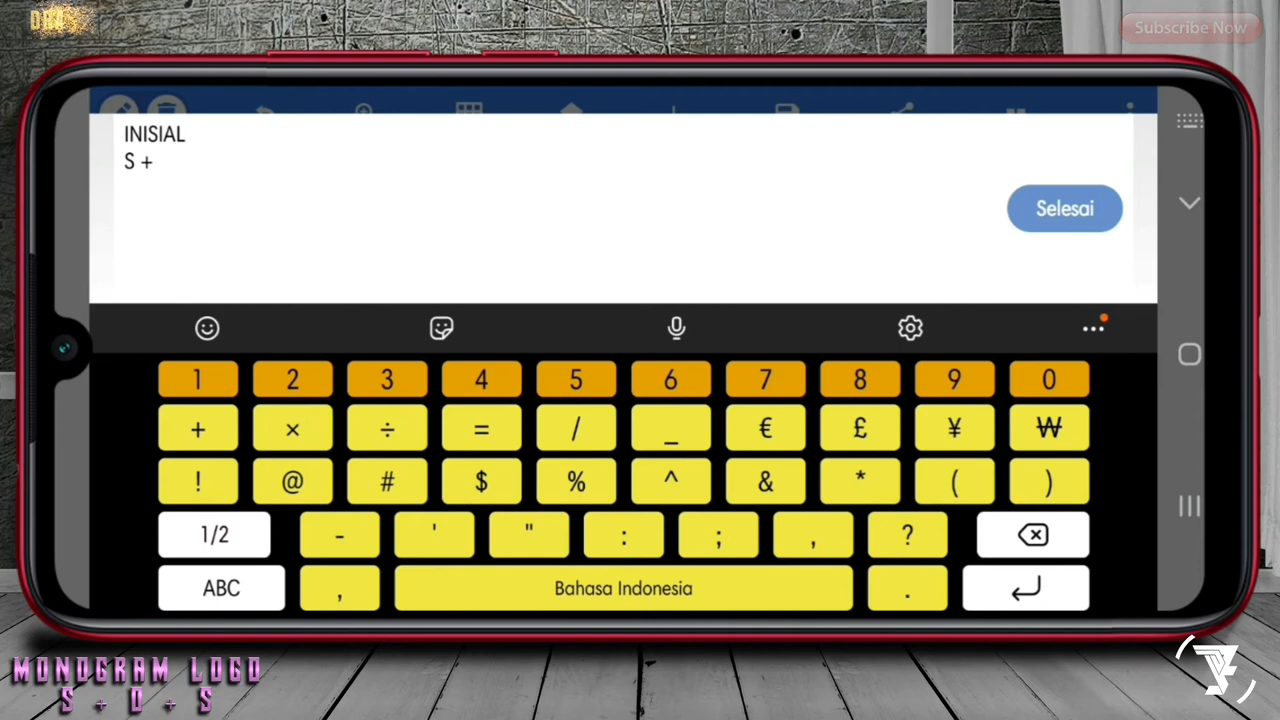 Subscribe Now
INISIAL
S +
Selesai
1 2 3 4 5 6 7 8 9 0
+ × ÷ = / _ € £ ¥ ₩
! @ # $ % ^ & * ( )
1/2 - ' " : ; , ?
ABC , Bahasa Indonesia .
MONOGRAM LOGO
S + D + S